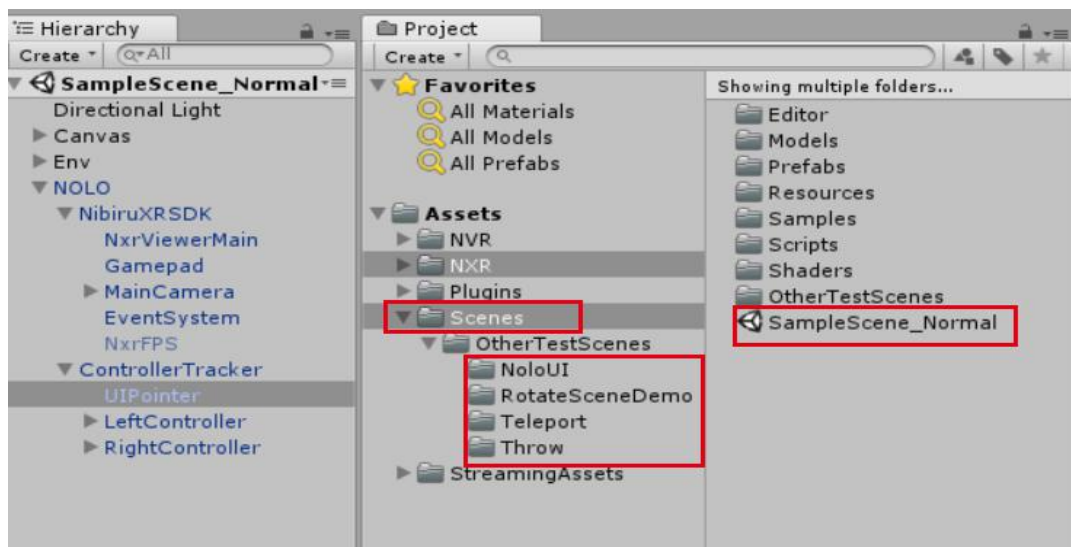 Hierarchy
Create
All
SampleScene_Normal
Directional Light
Canvas
Env
NOLO
NibiruXRSDK
NxrViewerMain
Gamepad
MainCamera
EventSystem
NxrFPS
ControllerTracker
UIPointer
LeftController
RightController
Project
Create
Favorites
All Materials
All Models
All Prefabs
Assets
NVR
NXR
Plugins
Scenes
OtherTestScenes
NoloUI
RotateSceneDemo
Teleport
Throw
StreamingAssets
Showing multiple folders...
Editor
Models
Prefabs
Resources
Samples
Scripts
Shaders
OtherTestScenes
SampleScene_Normal